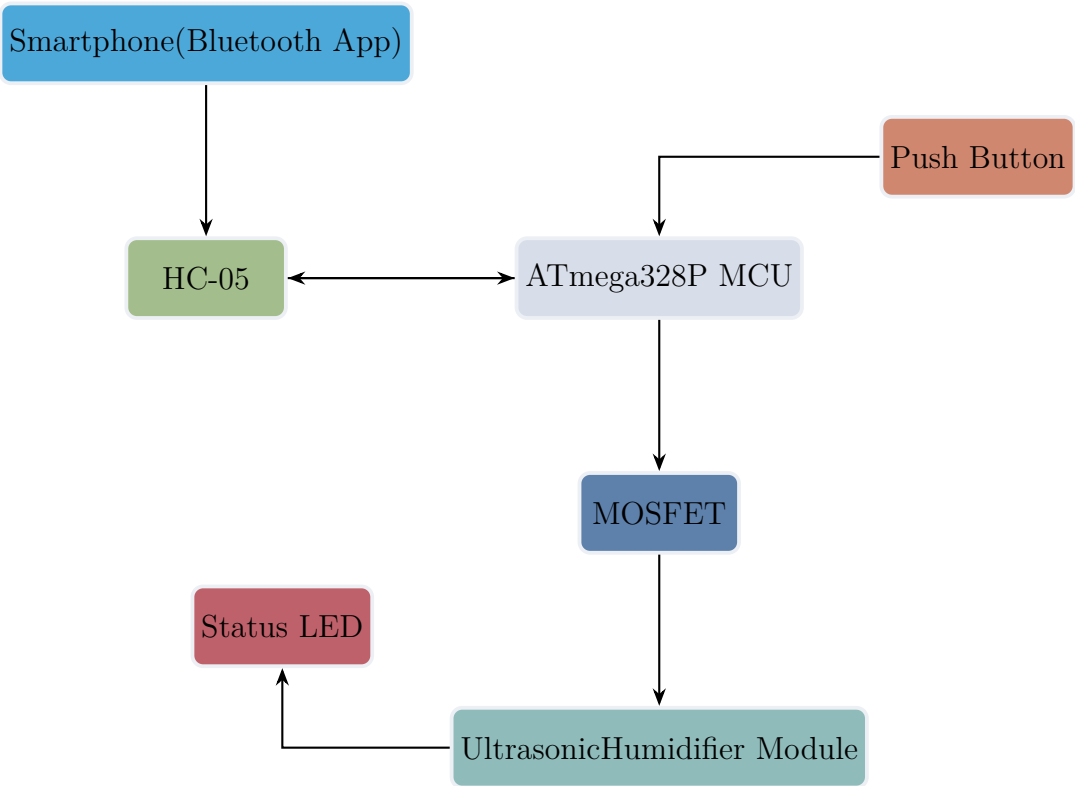 Smartphone(Bluetooth App)
Push Button
HC-05
ATmega328P MCU
MOSFET
Status LED
UltrasonicHumidifier Module